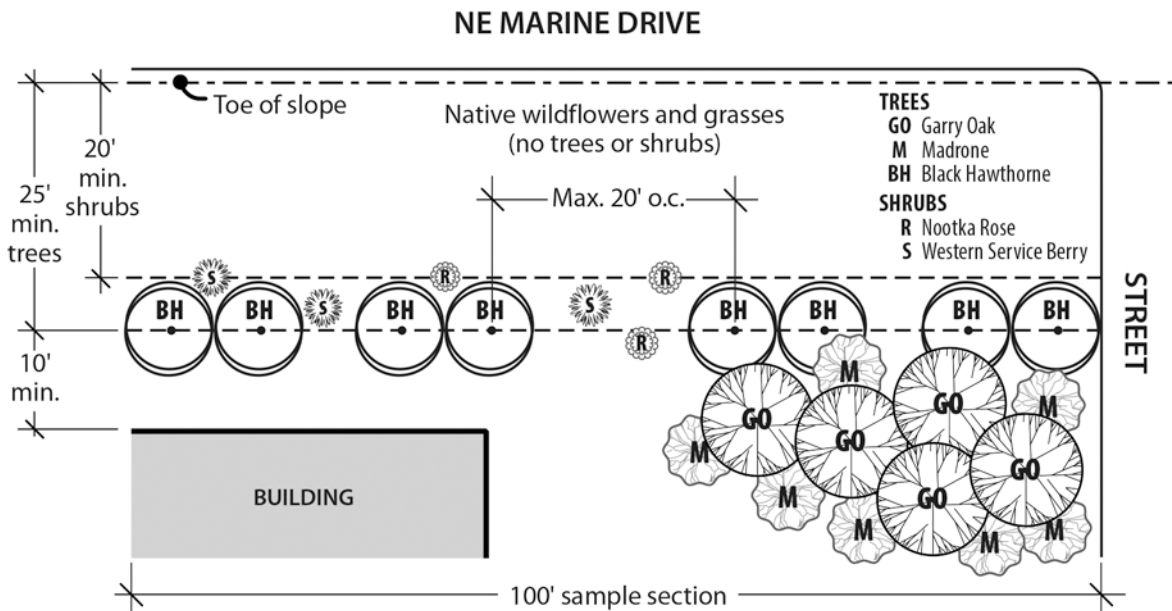 NE MARINE DRIVE
Toe of slope
Native wildflowers and grasses
(no trees or shrubs)
TREES
GO Garry Oak
M Madrone
BH Black Hawthorne
SHRUBS
R Nootka Rose
S Western Service Berry
20'
min.
shrubs
25'
min.
trees
Max. 20' o.c.
S
R
R
BH
BH
S
BH
BH
S
BH
BH
BH
BH
R
STREET
10'
min.
M
GO
M
GO
GO
M
GO
M
GO
M
M
M
BUILDING
100' sample section